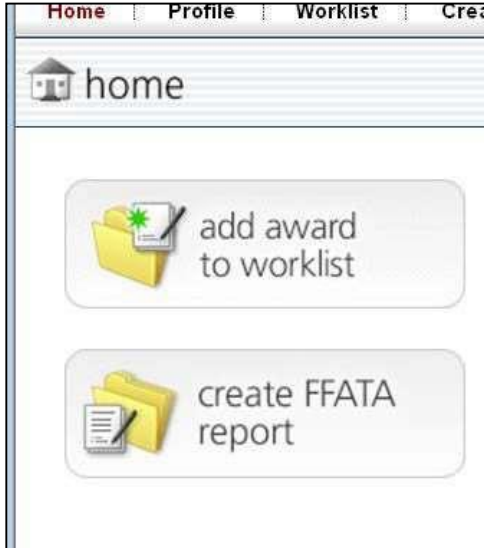 Home Profile Worklist
home
add award
to worklist
create FFATA
report